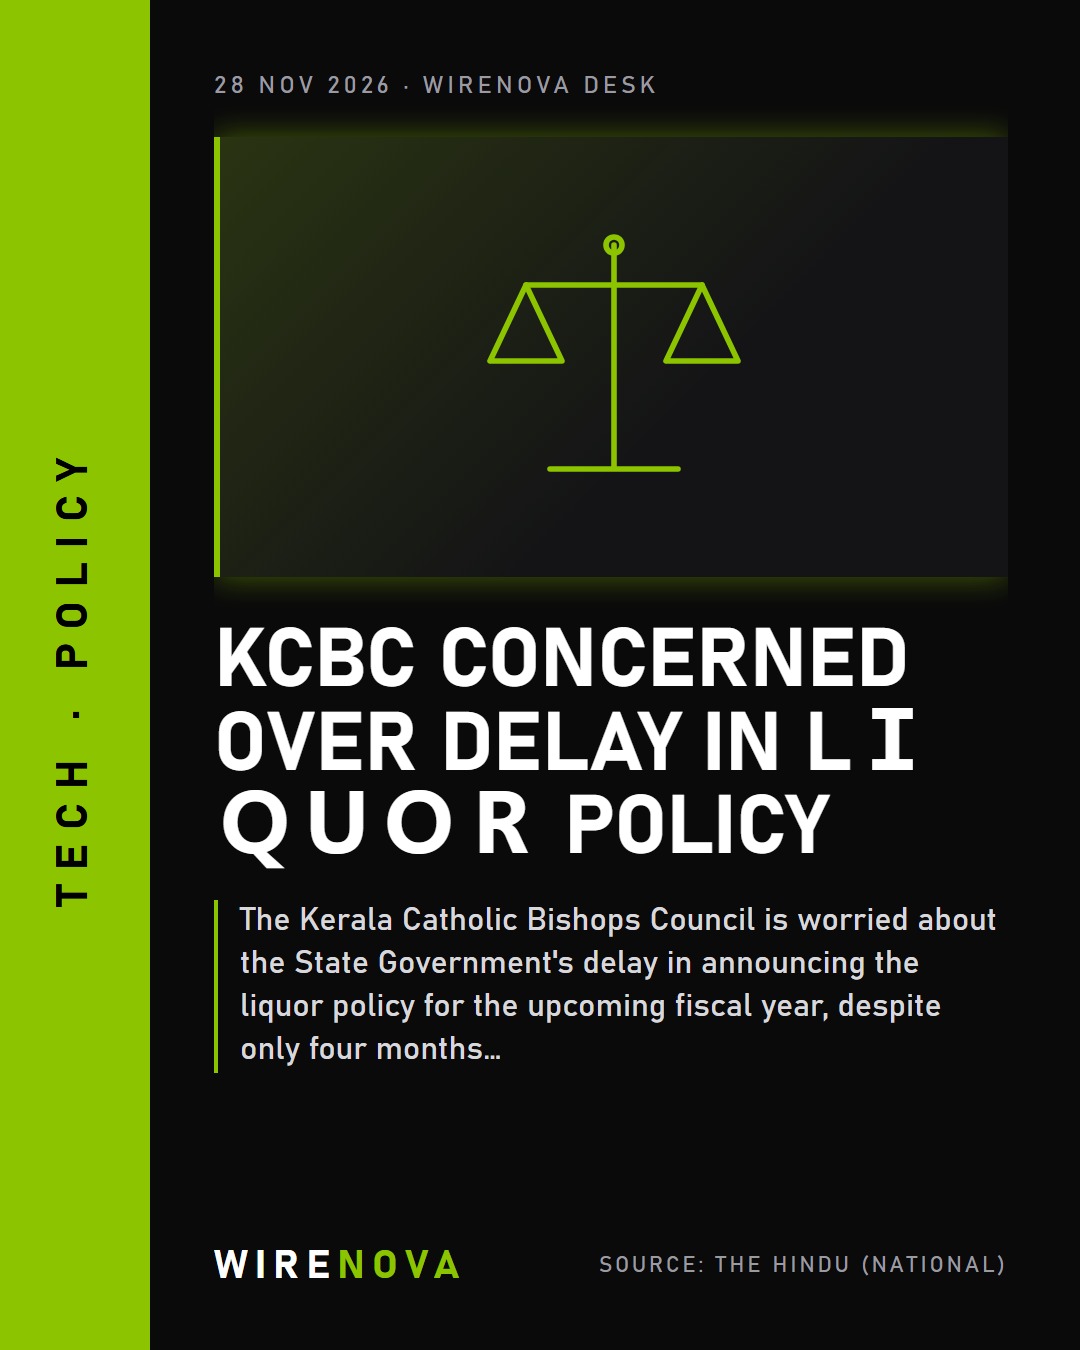 28 NOV 2026 · WIRENOVA DESK
TECH · POLICY
KCBC CONCERNED
OVER DELAY IN L I
Q U O R POLICY
The Kerala Catholic Bishops Council is worried about
the State Government's delay in announcing the
liquor policy for the upcoming fiscal year, despite
only four months…
WIRENOVA
SOURCE: THE HINDU (NATIONAL)